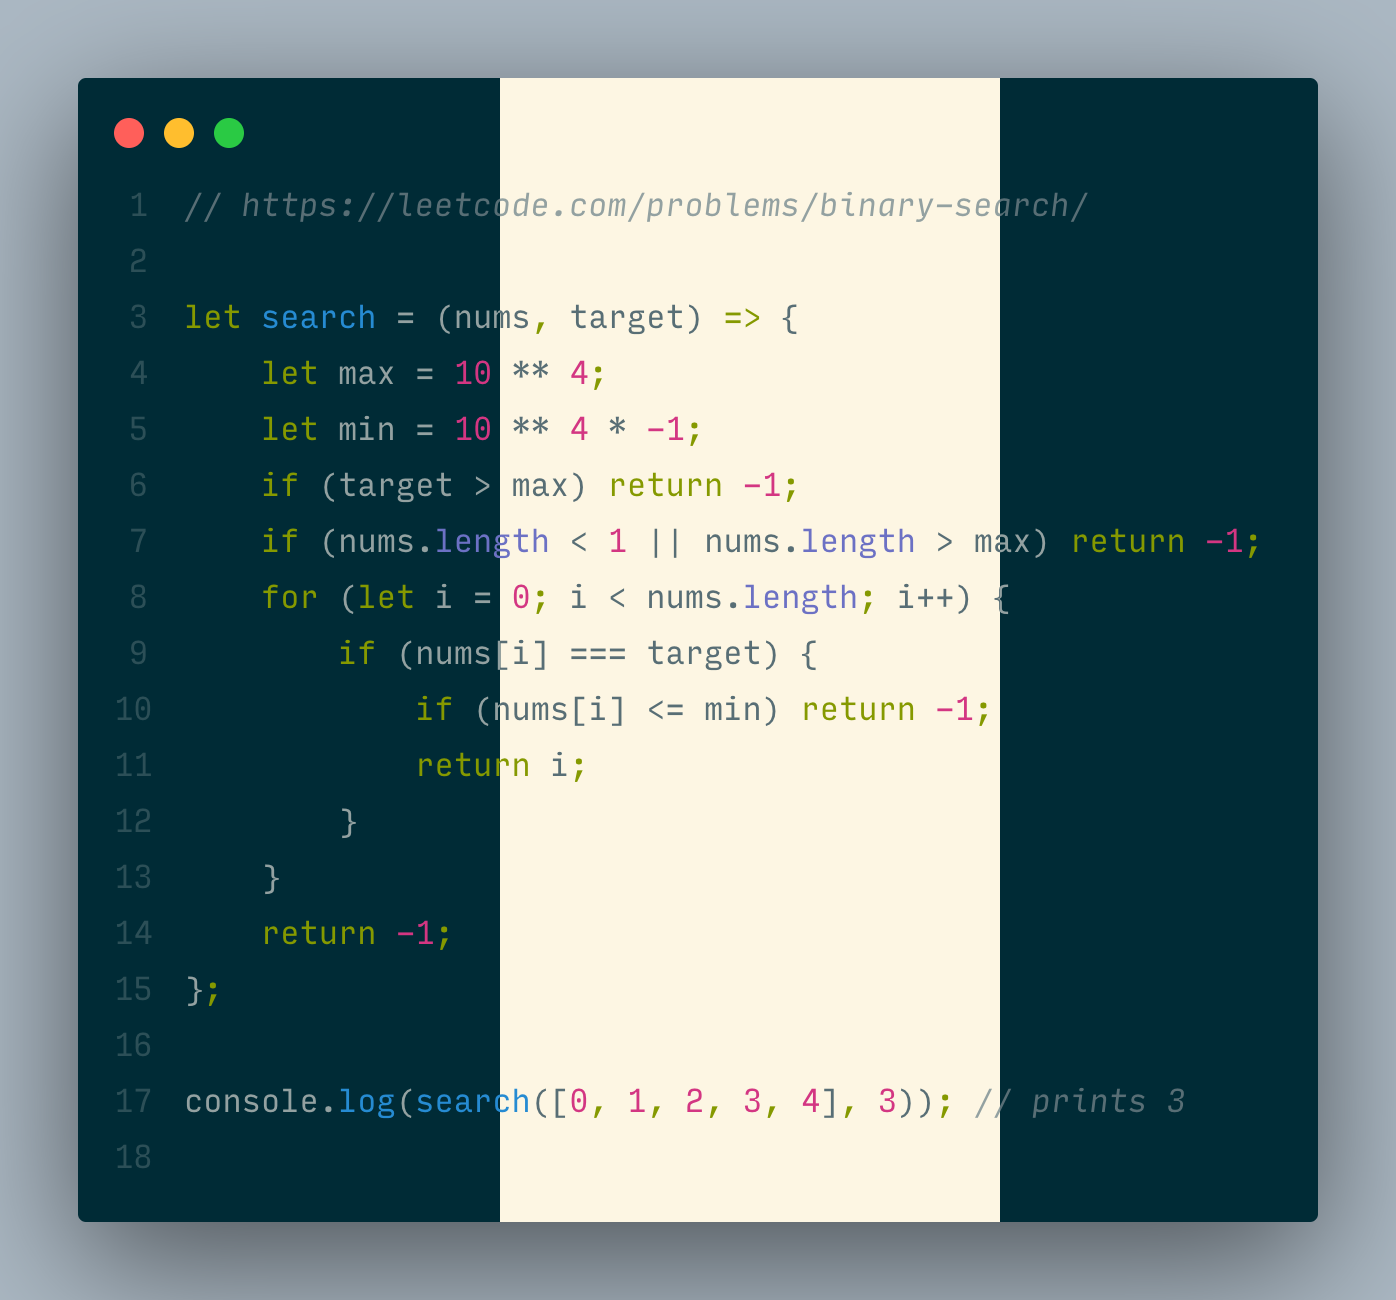 1 // https://leetcode.com/problems/binary-search/
2
3 let search = (nums, target) => {
4     let max = 10 ** 4;
5     let min = 10 ** 4 * -1;
6     if (target > max) return -1;
7     if (nums.length < 1 || nums.length > max) return -1;
8     for (let i = 0; i < nums.length; i++) {
9         if (nums[i] === target) {
10             if (nums[i] <= min) return -1;
11             return i;
12         }
13     }
14     return -1;
15 };
16
17 console.log(search([0, 1, 2, 3, 4], 3)); // prints 3
18